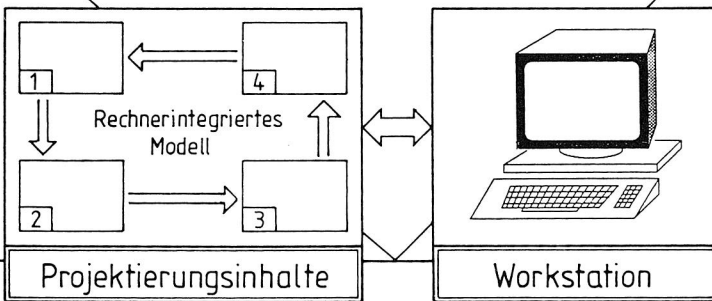 1
4
Rechnerintegriertes
Modell
2
3
Projektierungsinhalte
Workstation